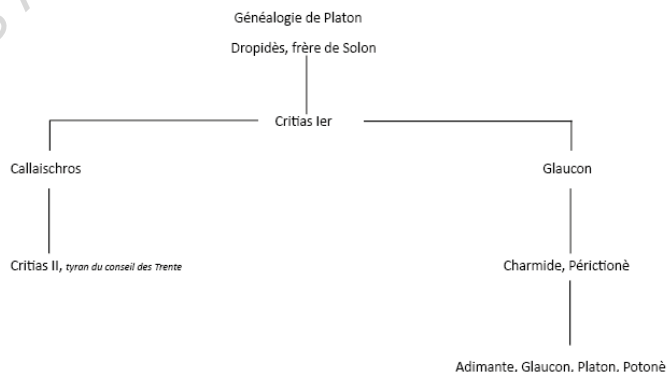 Généalogie de Platon
Dropidès, frère de Solon
Critias Ier
Callaischros
Glaucon
Critias II, tyran du conseil des Trente
Charmide, Périctionè
Adimante, Glaucon, Platon, Potonè